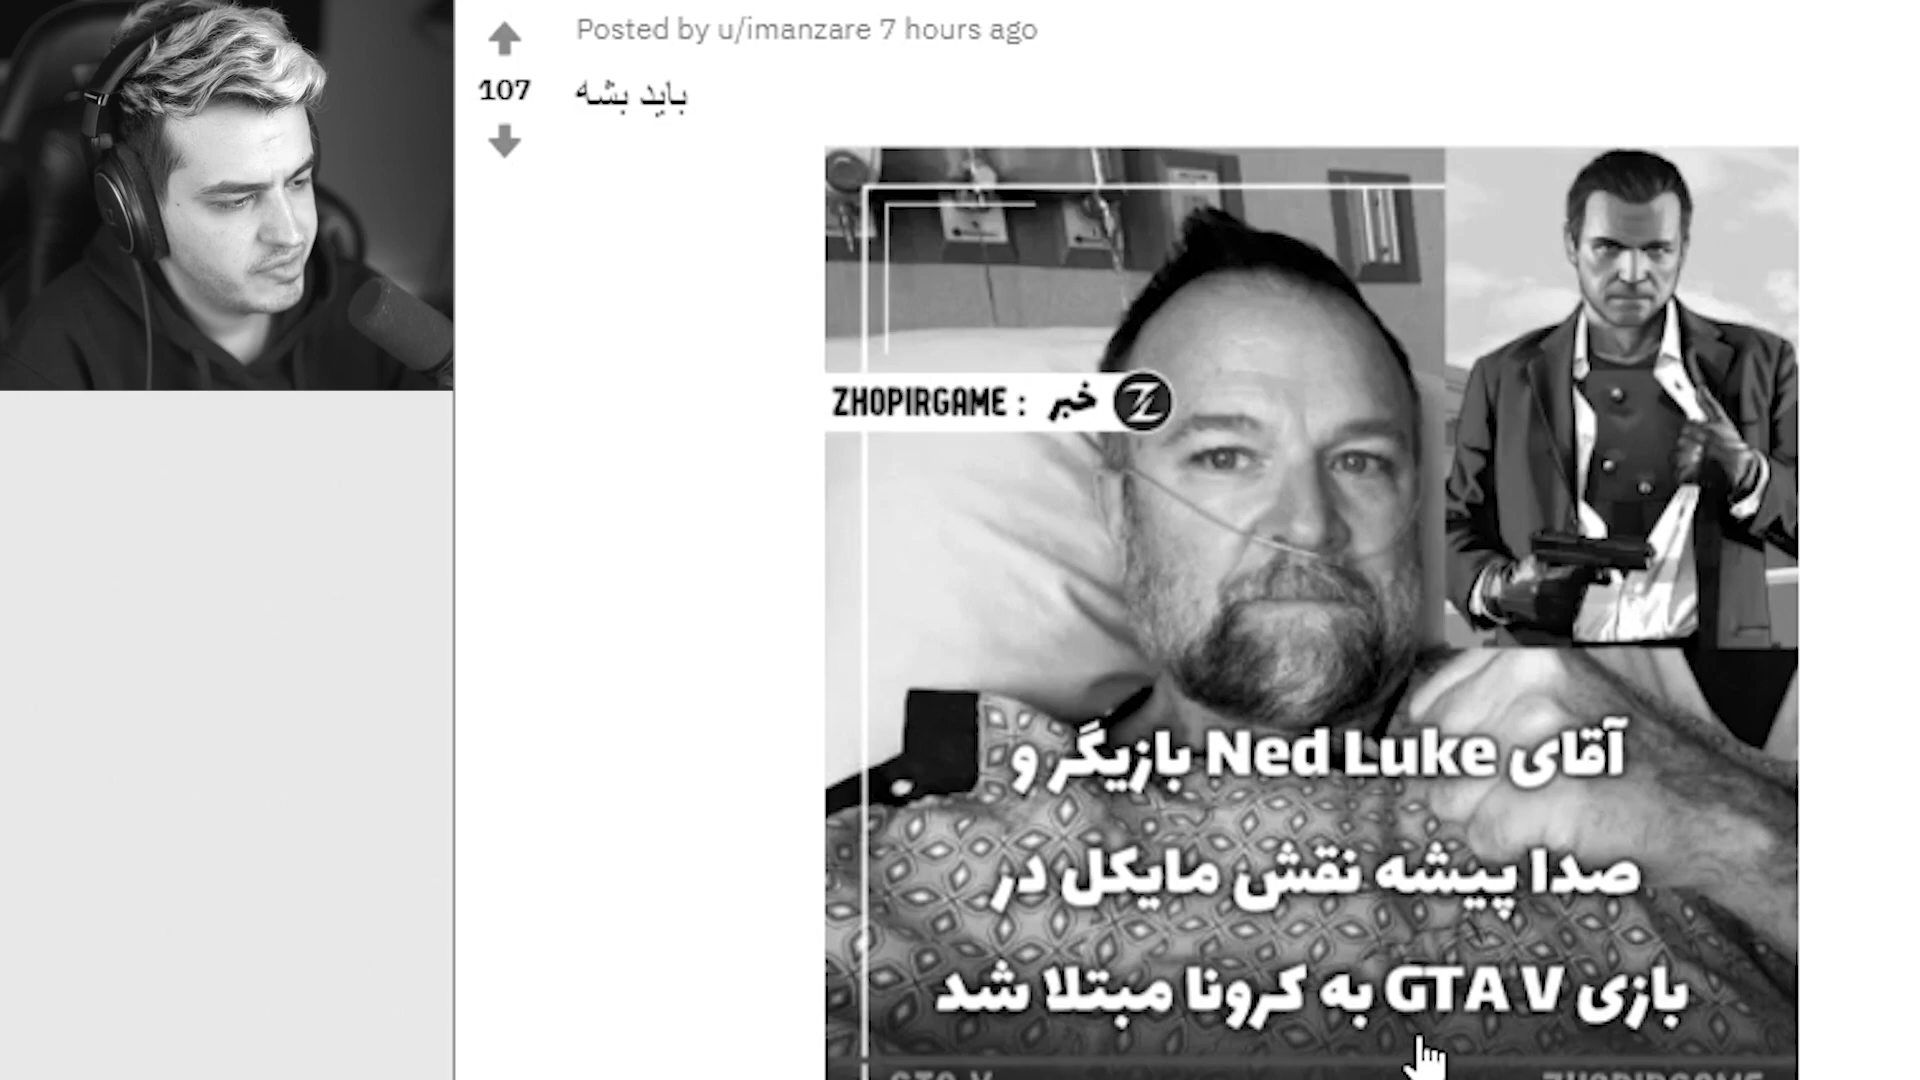 Posted by u/imanzare 7 hours ago
107
باید بشه
ZHOPIRGAME : خبر
آقای Ned Luke بازیگر و
صدا پیشه نقش مایکل در
بازی GTA V به کرونا مبتلا شد